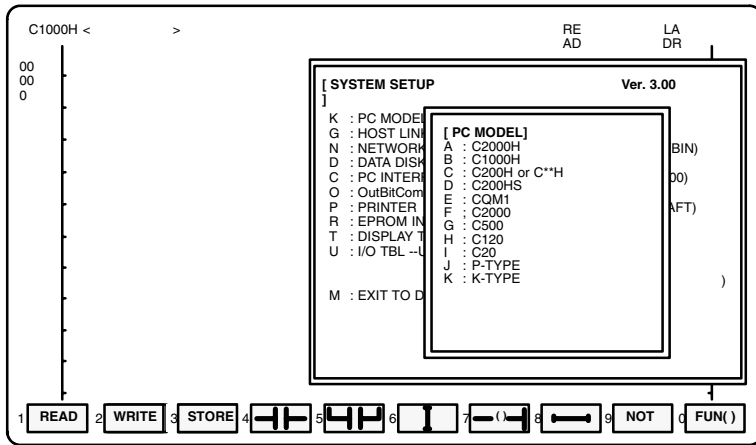 C1000H < >
RE
AD
LA
DR
00
00
0
[ SYSTEM SETUP Ver. 3.00
]
K : PC MODEL
G : HOST LIN
N : NETWORK BIN)
D : DATA DISK
C : PC INTER 00)
O : OutBitCom
P : PRINTER AFT)
R : EPROM IN
T : DISPLAY T
U : I/O TBL --U
)
M : EXIT TO D
[ PC MODEL]
A : C2000H
B : C1000H
C : C200H or C**H
D : C200HS
E : CQM1
F ; C2000
G : C500
H : C120
I : C20
J : P-TYPE
K : K-TYPE
1 READ 2 WRITE 3 STORE 4 5 6 7 ( ) 8 9 NOT 0 FUN( )